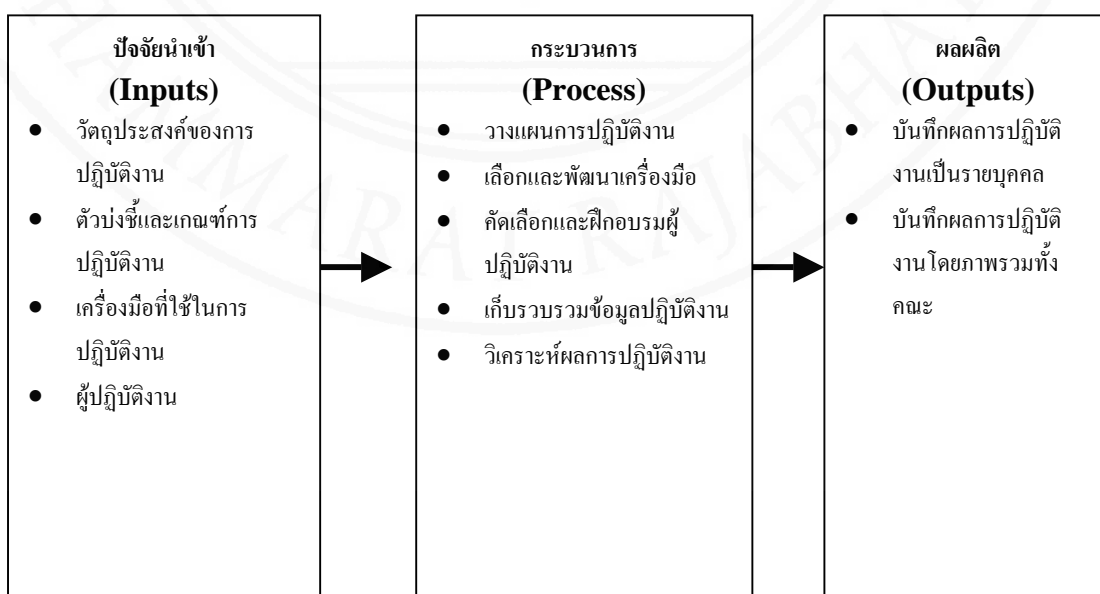 ปัจจัยนำเข้า
(Inputs)
● วัตถุประสงค์ของการ
ปฏิบัติงาน
● ตัวบ่งชี้และเกณฑ์การ
ปฏิบัติงาน
● เครื่องมือที่ใช้ในการ
ปฏิบัติงาน
● ผู้ปฏิบัติงาน
กระบวนการ
(Process)
● วางแผนการปฏิบัติงาน
● เลือกและพัฒนาเครื่องมือ
● คัดเลือกและฝึกอบรมผู้
ปฏิบัติงาน
● เก็บรวบรวมข้อมูลปฏิบัติงาน
● วิเคราะห์ผลการปฏิบัติงาน
ผลผลิต
(Outputs)
● บันทึกผลการปฏิบัติ
งานเป็นรายบุคคล
● บันทึกผลการปฏิบัติ
งานโดยภาพรวมทั้ง
คณะ